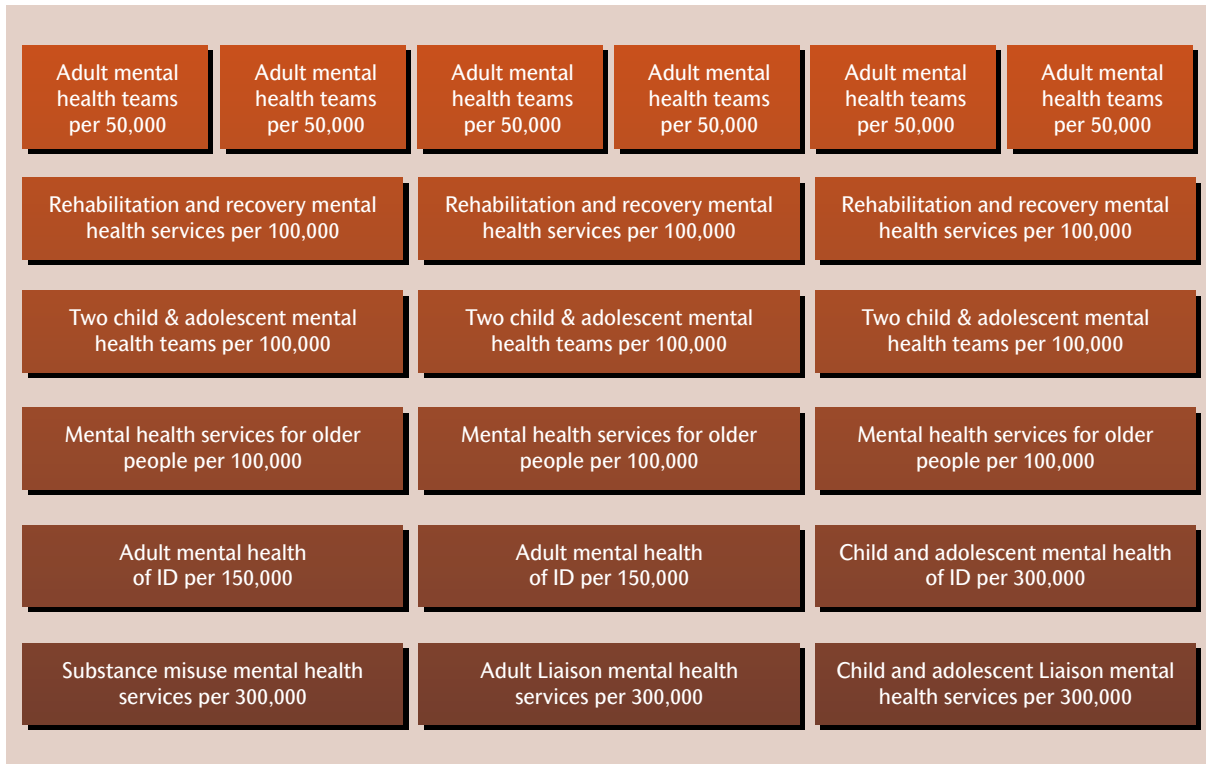 Adult mental
health teams
per 50,000
Adult mental
health teams
per 50,000
Adult mental
health teams
per 50,000
Adult mental
health teams
per 50,000
Adult mental
health teams
per 50,000
Adult mental
health teams
per 50,000
Rehabilitation and recovery mental
health services per 100,000
Rehabilitation and recovery mental
health services per 100,000
Rehabilitation and recovery mental
health services per 100,000
Two child & adolescent mental
health teams per 100,000
Two child & adolescent mental
health teams per 100,000
Two child & adolescent mental
health teams per 100,000
Mental health services for older
people per 100,000
Mental health services for older
people per 100,000
Mental health services for older
people per 100,000
Adult mental health
of ID per 150,000
Adult mental health
of ID per 150,000
Child and adolescent mental health
of ID per 300,000
Substance misuse mental health
services per 300,000
Adult Liaison mental health
services per 300,000
Child and adolescent Liaison mental
health services per 300,000